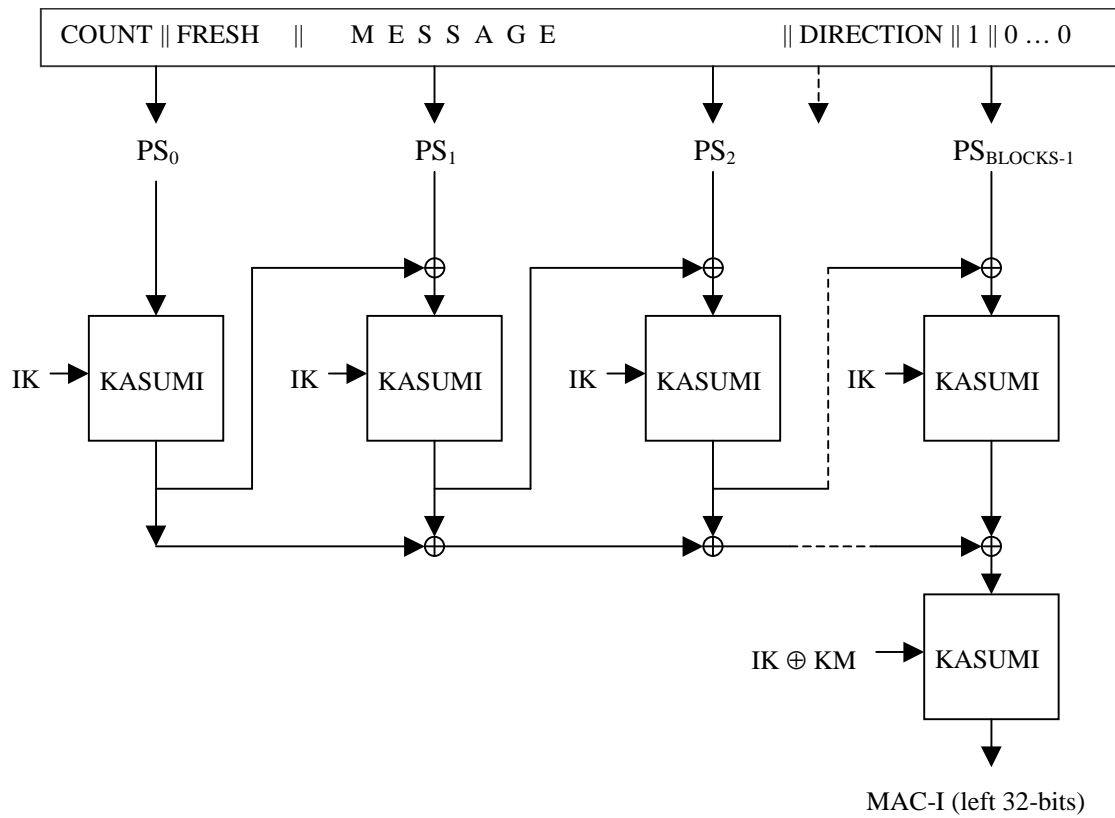 COUNT || FRESH || M E S S A G E || DIRECTION || 1 || 0 … 0
PS₀ PS₁ PS₂ PS_BLOCKS-1
IK KASUMI IK KASUMI IK KASUMI IK KASUMI
IK ⊕ KM KASUMI
MAC-I (left 32-bits)